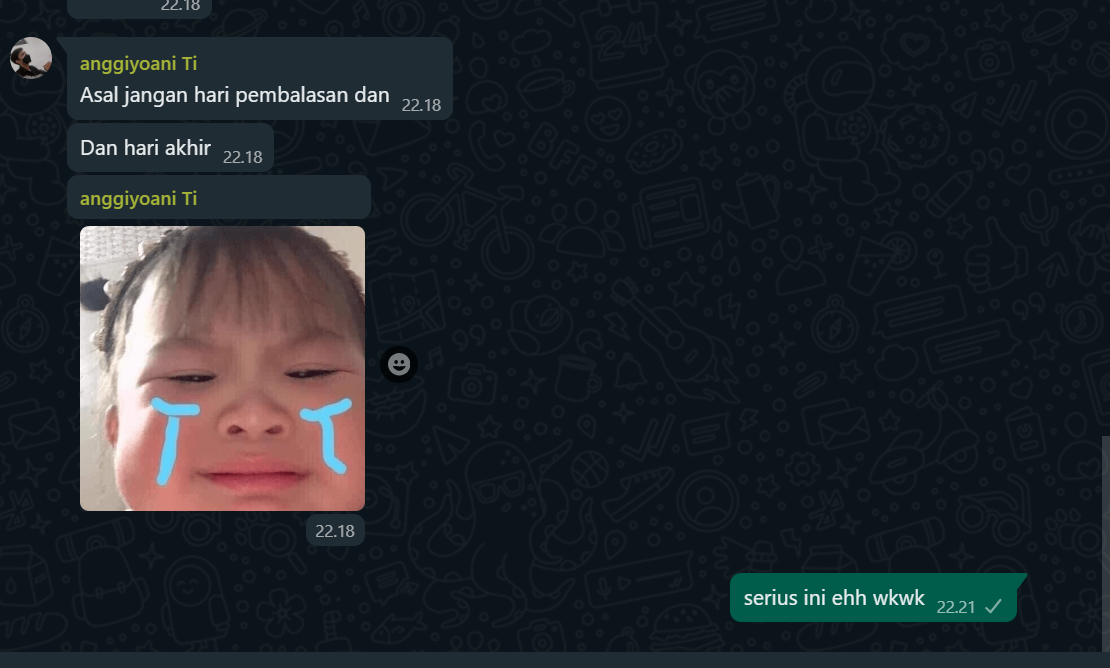 22.18
anggiyoani Ti
Asal jangan hari pembalasan dan 22.18
Dan hari akhir 22.18
anggiyoani Ti
22.18
serius ini ehh wkwk 22.21